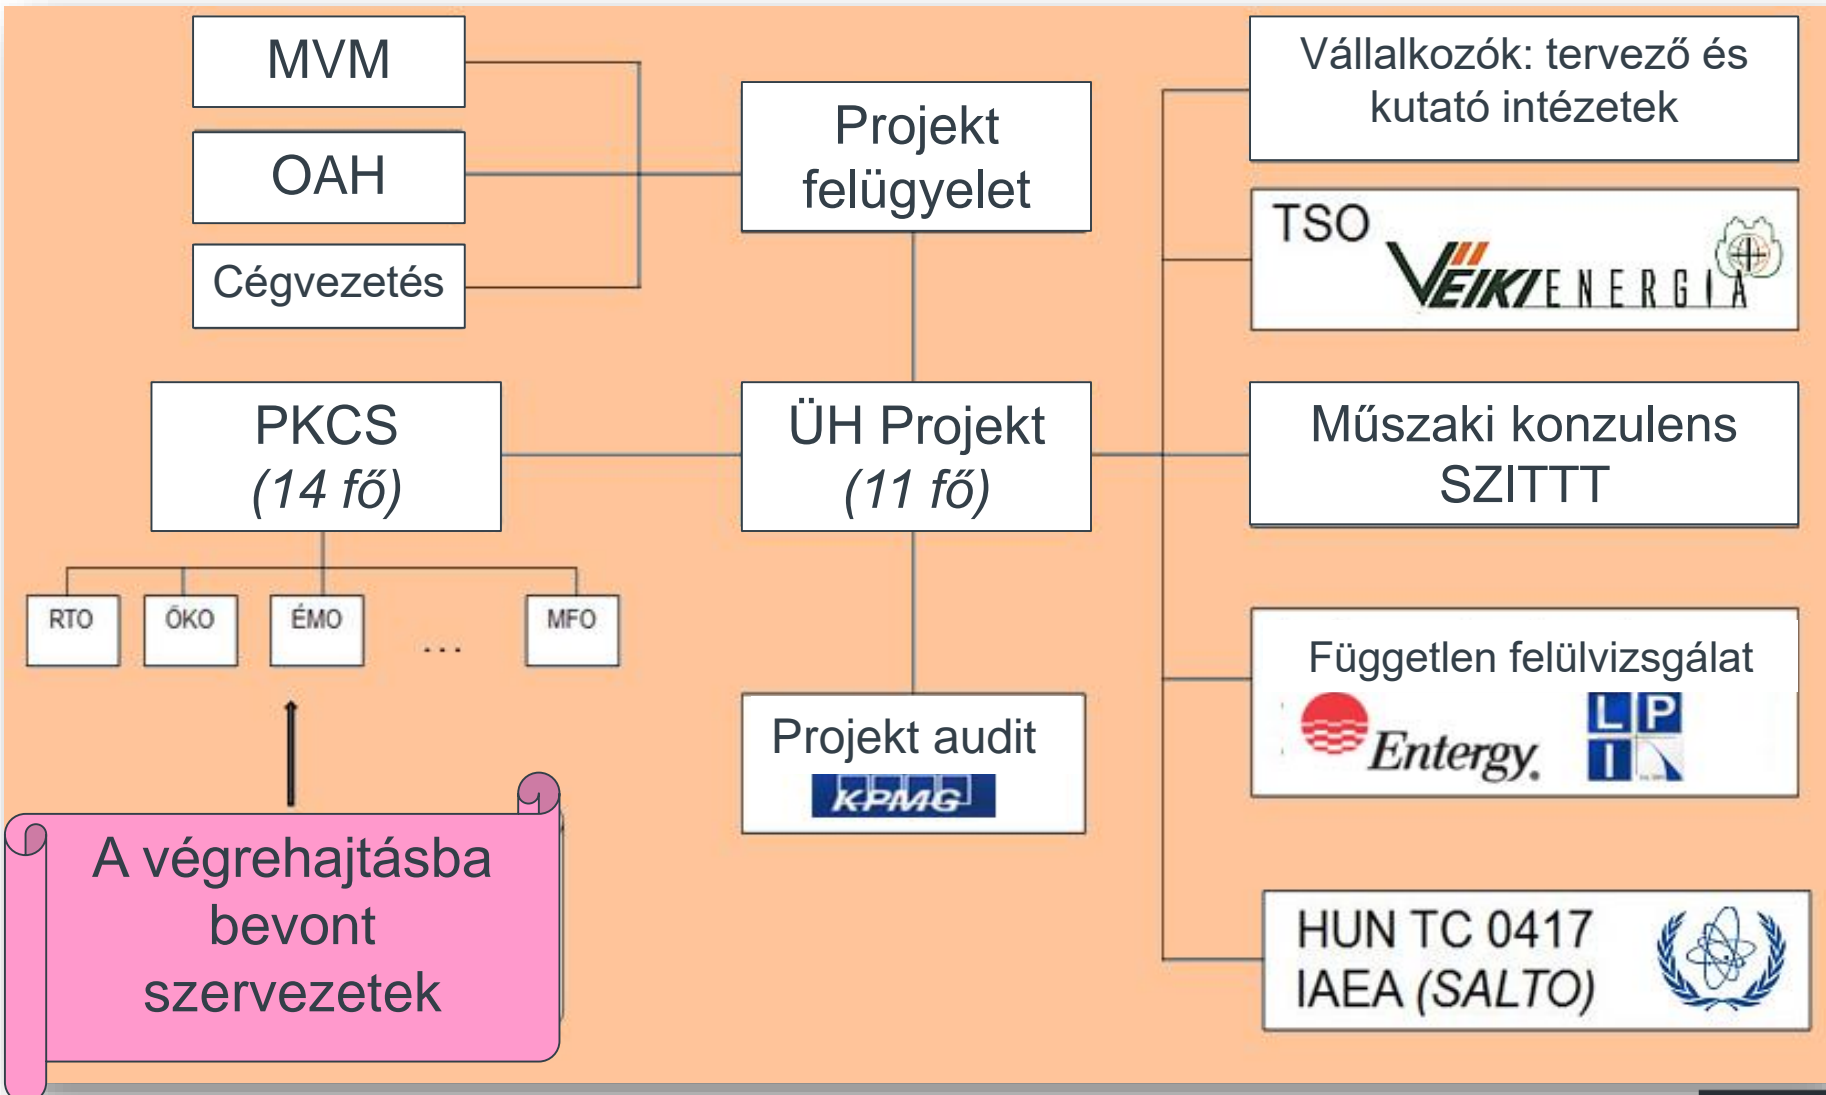 MVM
OAH
Cégvezetés
Projekt
felügyelet
Vállalkozók: tervező és
kutató intézetek
TSO
VEIKI ENERGIA
PKCS
(14 fő)
ÜH Projekt
(11 fő)
Műszaki konzulens
SZITTT
RTO
ÖKO
ÉMO
...
MFO
Független felülvizsgálat
Entergy
LPI
Projekt audit
KPMG
A végrehajtásba
bevont
szervezetek
HUN TC 0417
IAEA (SALTO)